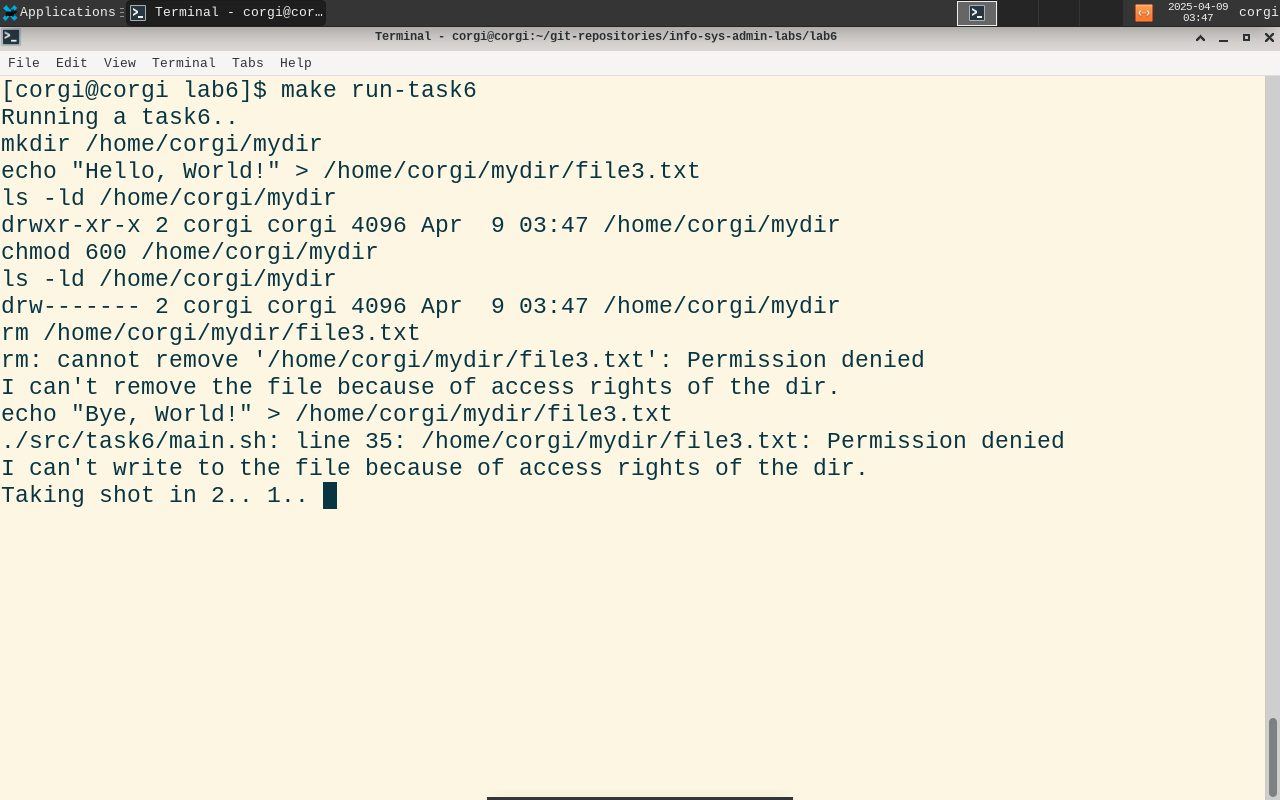 Applications
Terminal - corgi@cor…
2025-04-09
03:47
corgi
Terminal - corgi@corgi:~/git-repositories/info-sys-admin-labs/lab6
File Edit View Terminal Tabs Help
[corgi@corgi lab6]$ make run-task6
Running a task6..
mkdir /home/corgi/mydir
echo "Hello, World!" > /home/corgi/mydir/file3.txt
ls -ld /home/corgi/mydir
drwxr-xr-x 2 corgi corgi 4096 Apr  9 03:47 /home/corgi/mydir
chmod 600 /home/corgi/mydir
ls -ld /home/corgi/mydir
drw------- 2 corgi corgi 4096 Apr  9 03:47 /home/corgi/mydir
rm /home/corgi/mydir/file3.txt
rm: cannot remove '/home/corgi/mydir/file3.txt': Permission denied
I can't remove the file because of access rights of the dir.
echo "Bye, World!" > /home/corgi/mydir/file3.txt
./src/task6/main.sh: line 35: /home/corgi/mydir/file3.txt: Permission denied
I can't write to the file because of access rights of the dir.
Taking shot in 2.. 1..